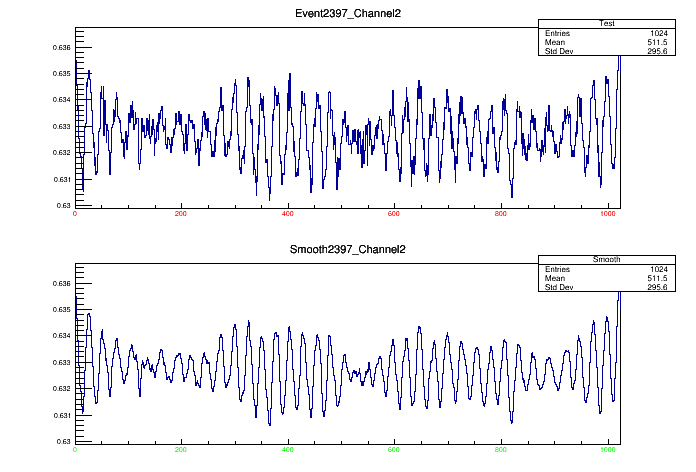 Event2397_Channel2
Test
Entries 1024
Mean 511.5
Std Dev 295.6
0.636
0.635
0.634
0.633
0.632
0.631
0.63
0 200 400 600 800 1000
Smooth2397_Channel2
Smooth
Entries 1024
Mean 511.5
Std Dev 295.6
0.636
0.635
0.634
0.633
0.632
0.631
0.63
0 200 400 600 800 1000